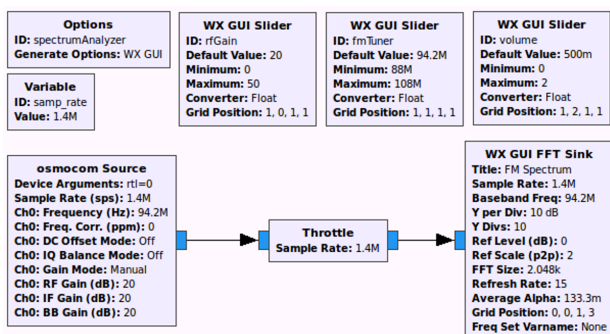 Options
ID: spectrumAnalyzer
Generate Options: WX GUI
Variable
ID: samp_rate
Value: 1.4M
WX GUI Slider
ID: rfGain
Default Value: 20
Minimum: 0
Maximum: 50
Converter: Float
Grid Position: 1, 0, 1, 1
WX GUI Slider
ID: fmTuner
Default Value: 94.2M
Minimum: 88M
Maximum: 108M
Converter: Float
Grid Position: 1, 1, 1, 1
WX GUI Slider
ID: volume
Default Value: 500m
Minimum: 0
Maximum: 2
Converter: Float
Grid Position: 1, 2, 1, 1
osmocom Source
Device Arguments: rtl=0
Sample Rate (sps): 1.4M
Ch0: Frequency (Hz): 94.2M
Ch0: Freq. Corr. (ppm): 0
Ch0: DC Offset Mode: Off
Ch0: IQ Balance Mode: Off
Ch0: Gain Mode: Manual
Ch0: RF Gain (dB): 20
Ch0: IF Gain (dB): 20
Ch0: BB Gain (dB): 20
Throttle
Sample Rate: 1.4M
WX GUI FFT Sink
Title: FM Spectrum
Sample Rate: 1.4M
Baseband Freq: 94.2M
Y per Div: 10 dB
Y Divs: 10
Ref Level (dB): 0
Ref Scale (p2p): 2
FFT Size: 2.048k
Refresh Rate: 15
Average Alpha: 133.3m
Grid Position: 0, 0, 1, 3
Freq Set Varname: None